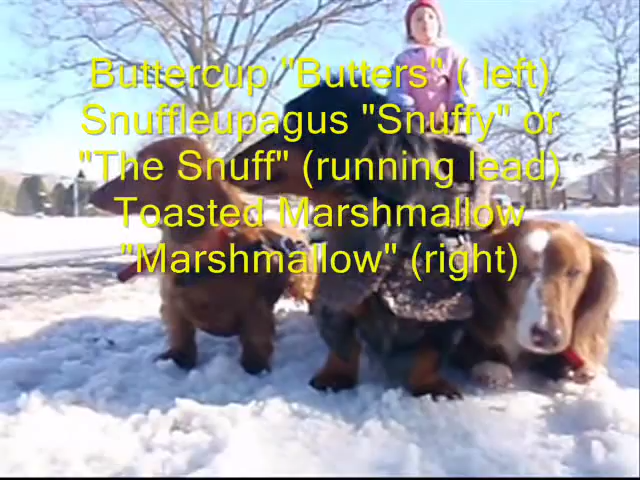 Buttercup "Butters" ( left)
Snuffleupagus "Snuffy" or
"The Snuff" (running lead)
Toasted Marshmallow
"Marshmallow" (right)